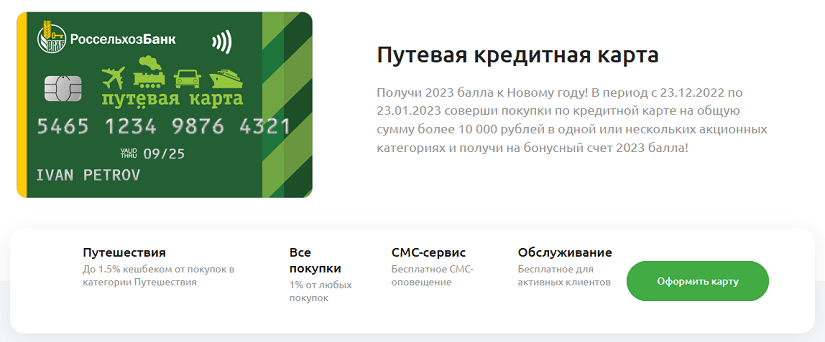 РоссельхозБанк
путевая карта
5465 1234 9876 4321
VALID THRU 09/25
IVAN PETROV
Путевая кредитная карта
Получи 2023 балла к Новому году! В период с 23.12.2022 по
23.01.2023 соверши покупки по кредитной карте на общую
сумму более 10 000 рублей в одной или нескольких акционных
категориях и получи на бонусный счет 2023 балла!
Путешествия
До 1.5% кешбеком от покупок в
категории Путешествия
Все
покупки
1% от любых
покупок
СМС-сервис
Бесплатное СМС-
оповещение
Обслуживание
Бесплатное для
активных клиентов
Оформить карту